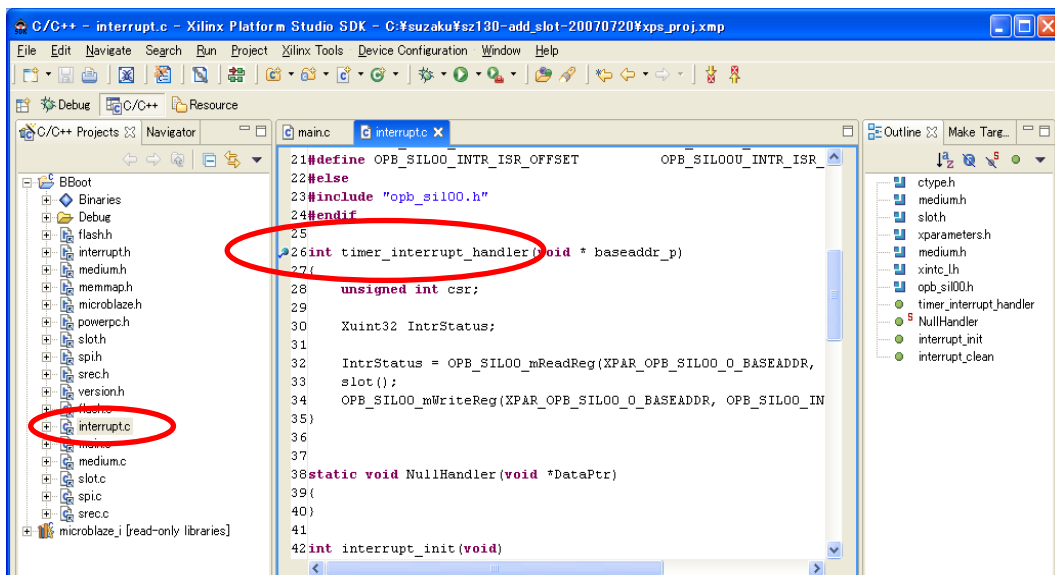 C/C++ - interrupt.c - Xilinx Platform Studio SDK - C:¥suzaku¥sz130-add_slot-20070720¥xps_proj.xmp
File Edit Navigate Search Run Project Xilinx Tools Device Configuration Window Help
Debug C/C++ Resource
C/C++ Projects Navigator
BBoot
Binaries
Debug
flash.h
interrupt.h
medium.h
memmap.h
microblaze.h
powerpc.h
slot.h
spi.h
srec.h
version.h
flash.c
interrupt.c
main.c
medium.c
slot.c
spi.c
srec.c
microblaze_i [read-only libraries]
main.c interrupt.c
21 #define OPB_SIL00_INTR_ISR_OFFSET OPB_SIL00U_INTR_ISR_
22 #else
23 #include "opb_sil00.h"
24 #endif
25
26 int timer_interrupt_handler(void * baseaddr_p)
27 {
28 unsigned int csr;
29
30 Xuint32 IntrStatus;
31
32 IntrStatus = OPB_SIL00_mReadReg(XPAR_OPB_SIL00_0_BASEADDR,
33 slot();
34 OPB_SIL00_mWriteReg(XPAR_OPB_SIL00_0_BASEADDR, OPB_SIL00_IN
35 }
36
37
38 static void NullHandler(void *DataPtr)
39 {
40 }
41
42 int interrupt_init(void)
Outline Make Targ...
ctype.h
medium.h
slot.h
xparameters.h
medium.h
xintc_l.h
opb_sil00.h
timer_interrupt_handler
S NullHandler
interrupt_init
interrupt_clean